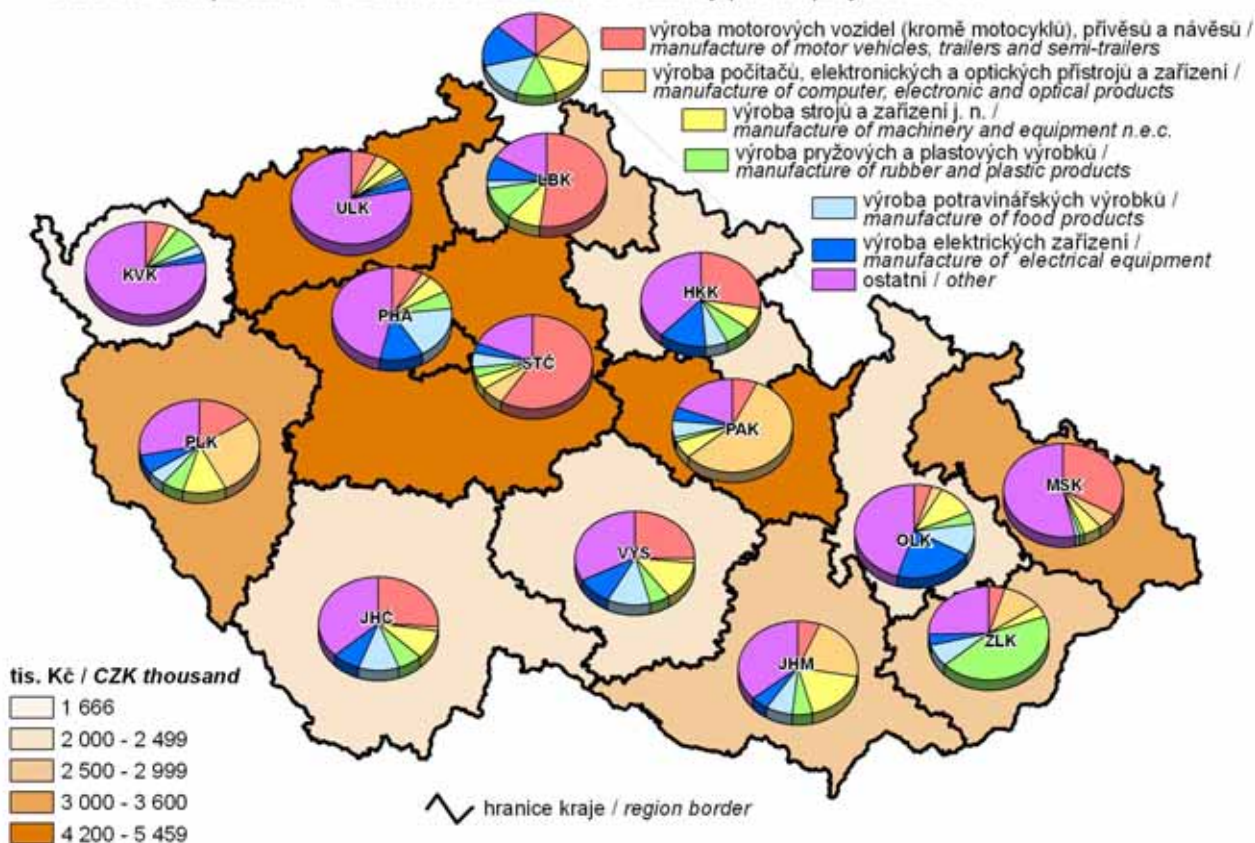 výroba motorových vozidel (kromě motocyklů), přívěsů a návěsů /
manufacture of motor vehicles, trailers and semi-trailers
výroba počítačů, elektronických a optických přístrojů a zařízení /
manufacture of computer, electronic and optical products
výroba strojů a zařízení j. n. /
manufacture of machinery and equipment n.e.c.
výroba pryžových a plastových výrobků /
manufacture of rubber and plastic products
výroba potravinářských výrobků /
manufacture of food products
výroba elektrických zařízení /
manufacture of electrical equipment
ostatní / other
LBK
ULK
KVK
HKK
PHA
STČ
PAK
PLK
MSK
OLK
VYS
JHČ
ZLK
JHM
tis. Kč / CZK thousand
1 666
2 000 - 2 499
2 500 - 2 999
3 000 - 3 600
4 200 - 5 459
hranice kraje / region border